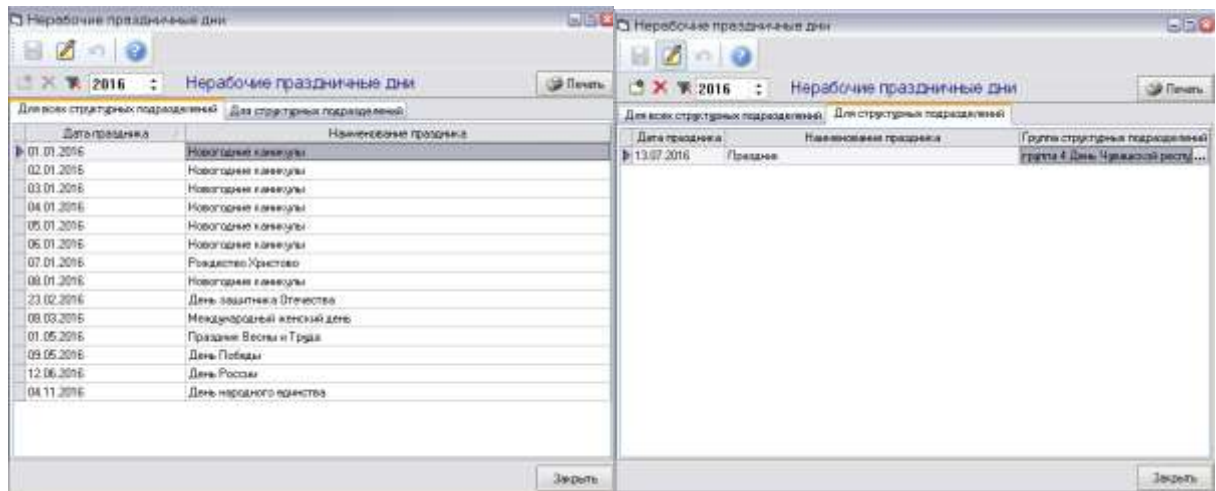 Нерабочие праздничные дни
2016 Нерабочие праздничные дни Печать
Для всех структурных подразделений Для структурных подразделений
Дата праздника Наименование праздника
01.01.2016 Новогодние каникулы
02.01.2016 Новогодние каникулы
03.01.2016 Новогодние каникулы
04.01.2016 Новогодние каникулы
05.01.2016 Новогодние каникулы
06.01.2016 Новогодние каникулы
07.01.2016 Рождество Христово
08.01.2016 Новогодние каникулы
23.02.2016 День защитника Отечества
08.03.2016 Международный женский день
01.05.2016 Праздник Весны и Труда
09.05.2016 День Победы
12.06.2016 День России
04.11.2016 День народного единства
Закрыть
Нерабочие праздничные дни
2016 Нерабочие праздничные дни Печать
Для всех структурных подразделений Для структурных подразделений
Дата праздника Наименование праздника Группа структурных подразделений
13.07.2016 Праздник группа 4 День Чувашской респу ...
Закрыть